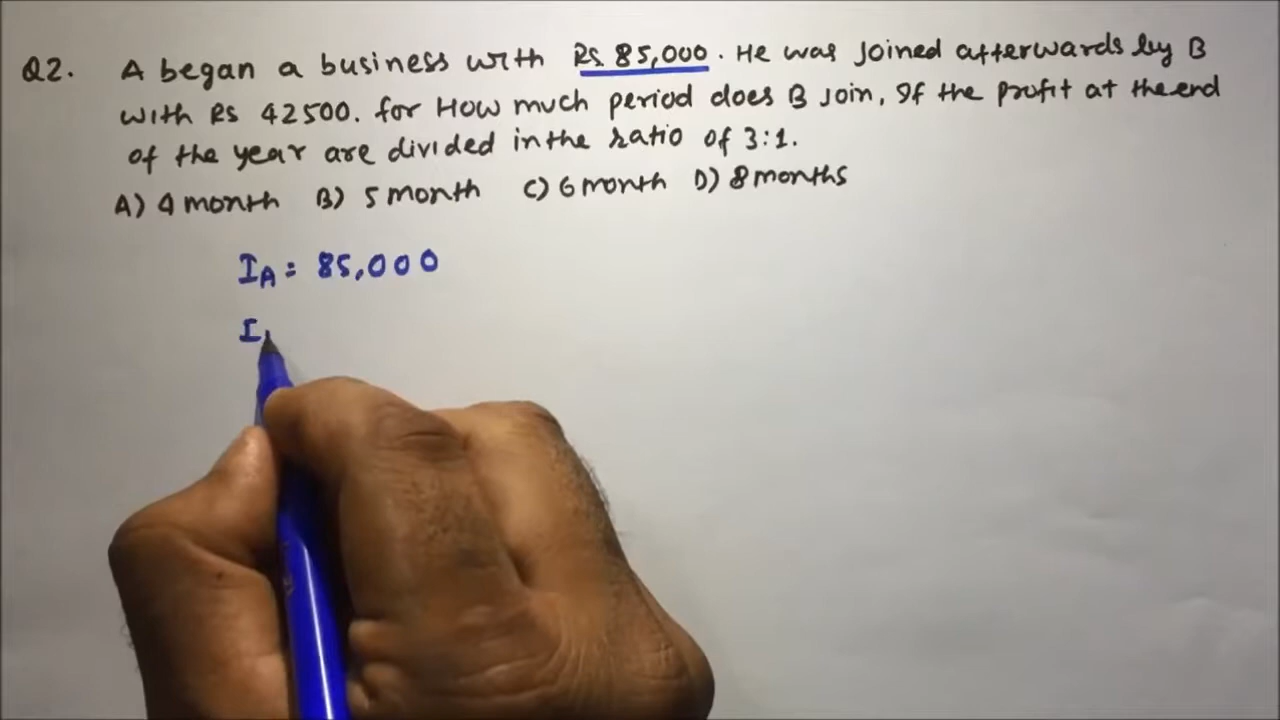 Q2. A began a business with Rs 85,000. He was Joined afterwards by B
with Rs 42500. for How much period does B Join, If the Profit at the end
of the year are divided in the ratio of 3:1.
A) 4 month B) 5 month C) 6 month D) 8 months
IA = 85,000
I